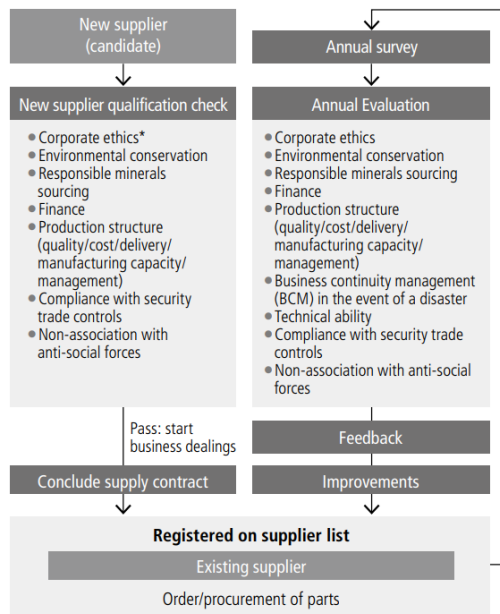 New supplier
(candidate)
New supplier qualification check
● Corporate ethics*
● Environmental conservation
● Responsible minerals
sourcing
● Finance
● Production structure
(quality/cost/delivery/
manufacturing capacity/
management)
● Compliance with security
trade controls
● Non-association with
anti-social forces
Pass: start
business dealings
Conclude supply contract
Annual survey
Annual Evaluation
● Corporate ethics
● Environmental conservation
● Responsible minerals sourcing
● Finance
● Production structure
(quality/cost/delivery/
manufacturing capacity/
management)
● Business continuity management
(BCM) in the event of a disaster
● Technical ability
● Compliance with security trade
controls
● Non-association with anti-social
forces
Feedback
Improvements
Registered on supplier list
Existing supplier
Order/procurement of parts